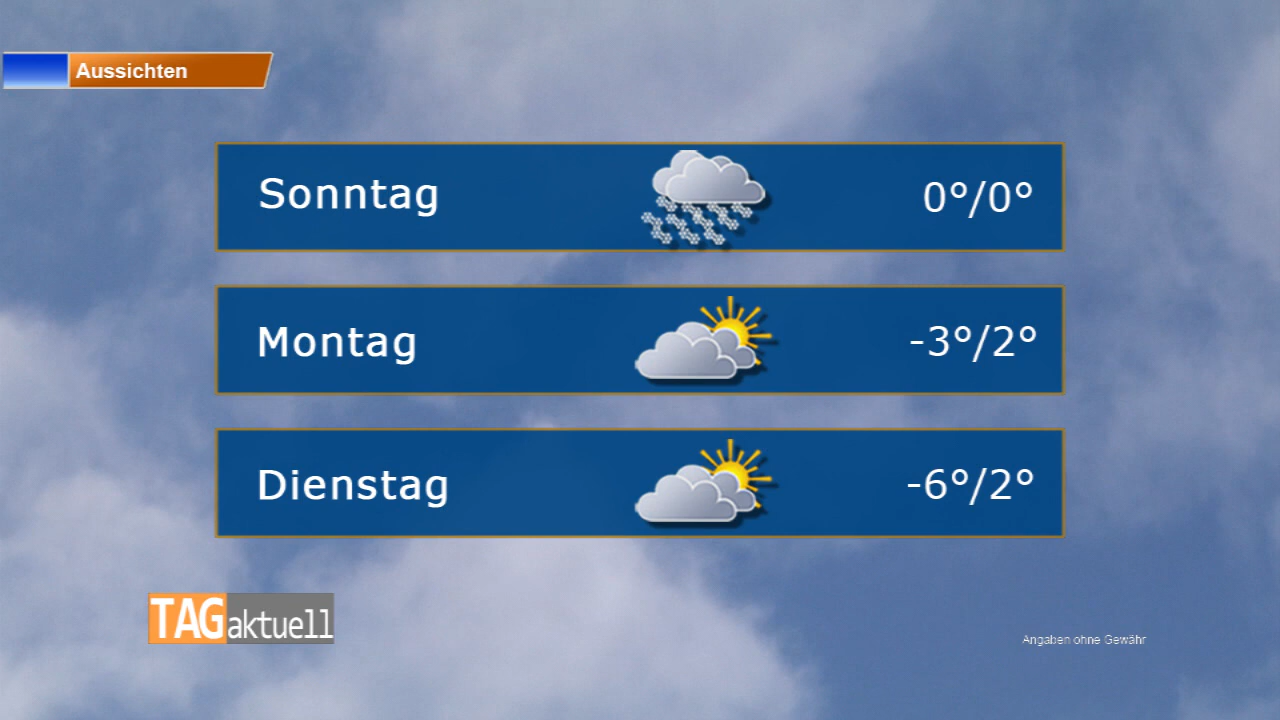 Aussichten
Sonntag 0°/0°
Montag -3°/2°
Dienstag -6°/2°
TAGaktuell
Angaben ohne Gewähr